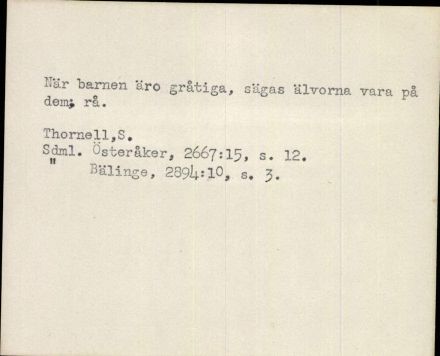 När barnen äro gråtiga, sägas älvorna vara på
dem; rå.
Thornell,S.
Sdml. Österåker, 2667:15, s. 12.
" Bälinge, 2894:10, s. 3.